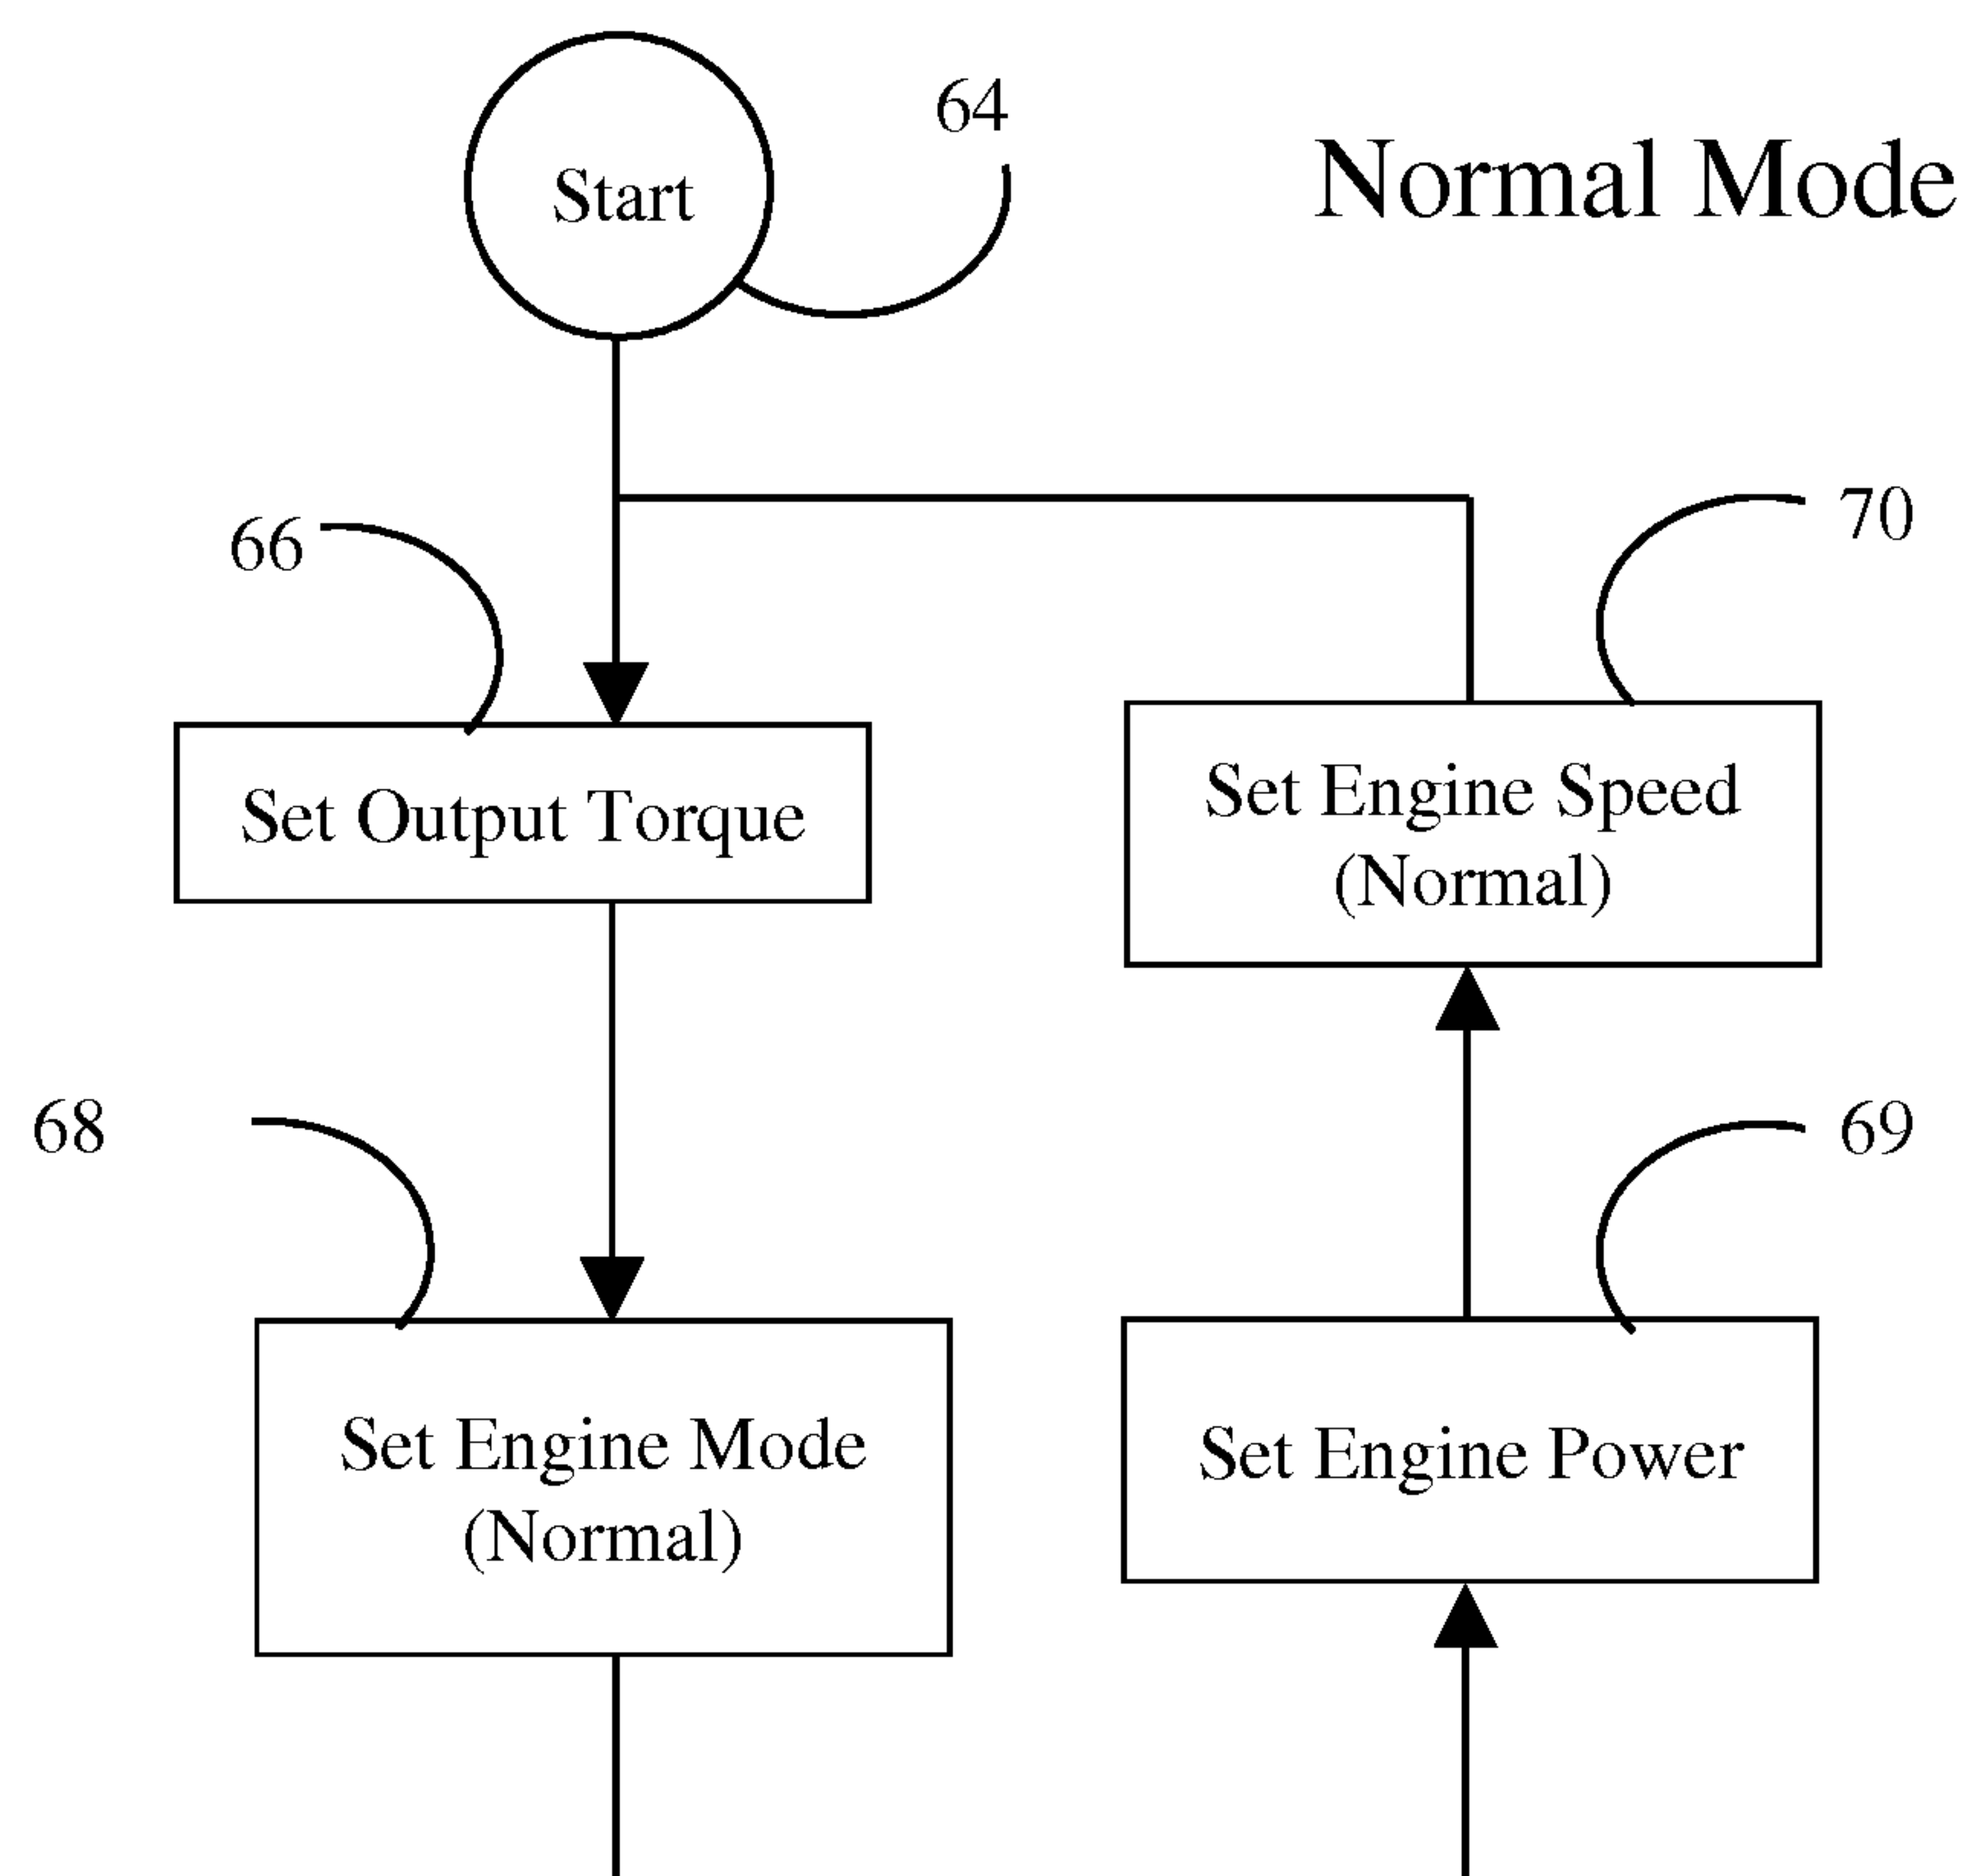 64
Start
Normal Mode
66
70
Set Output Torque
Set Engine Speed
(Normal)
68
69
Set Engine Mode
(Normal)
Set Engine Power